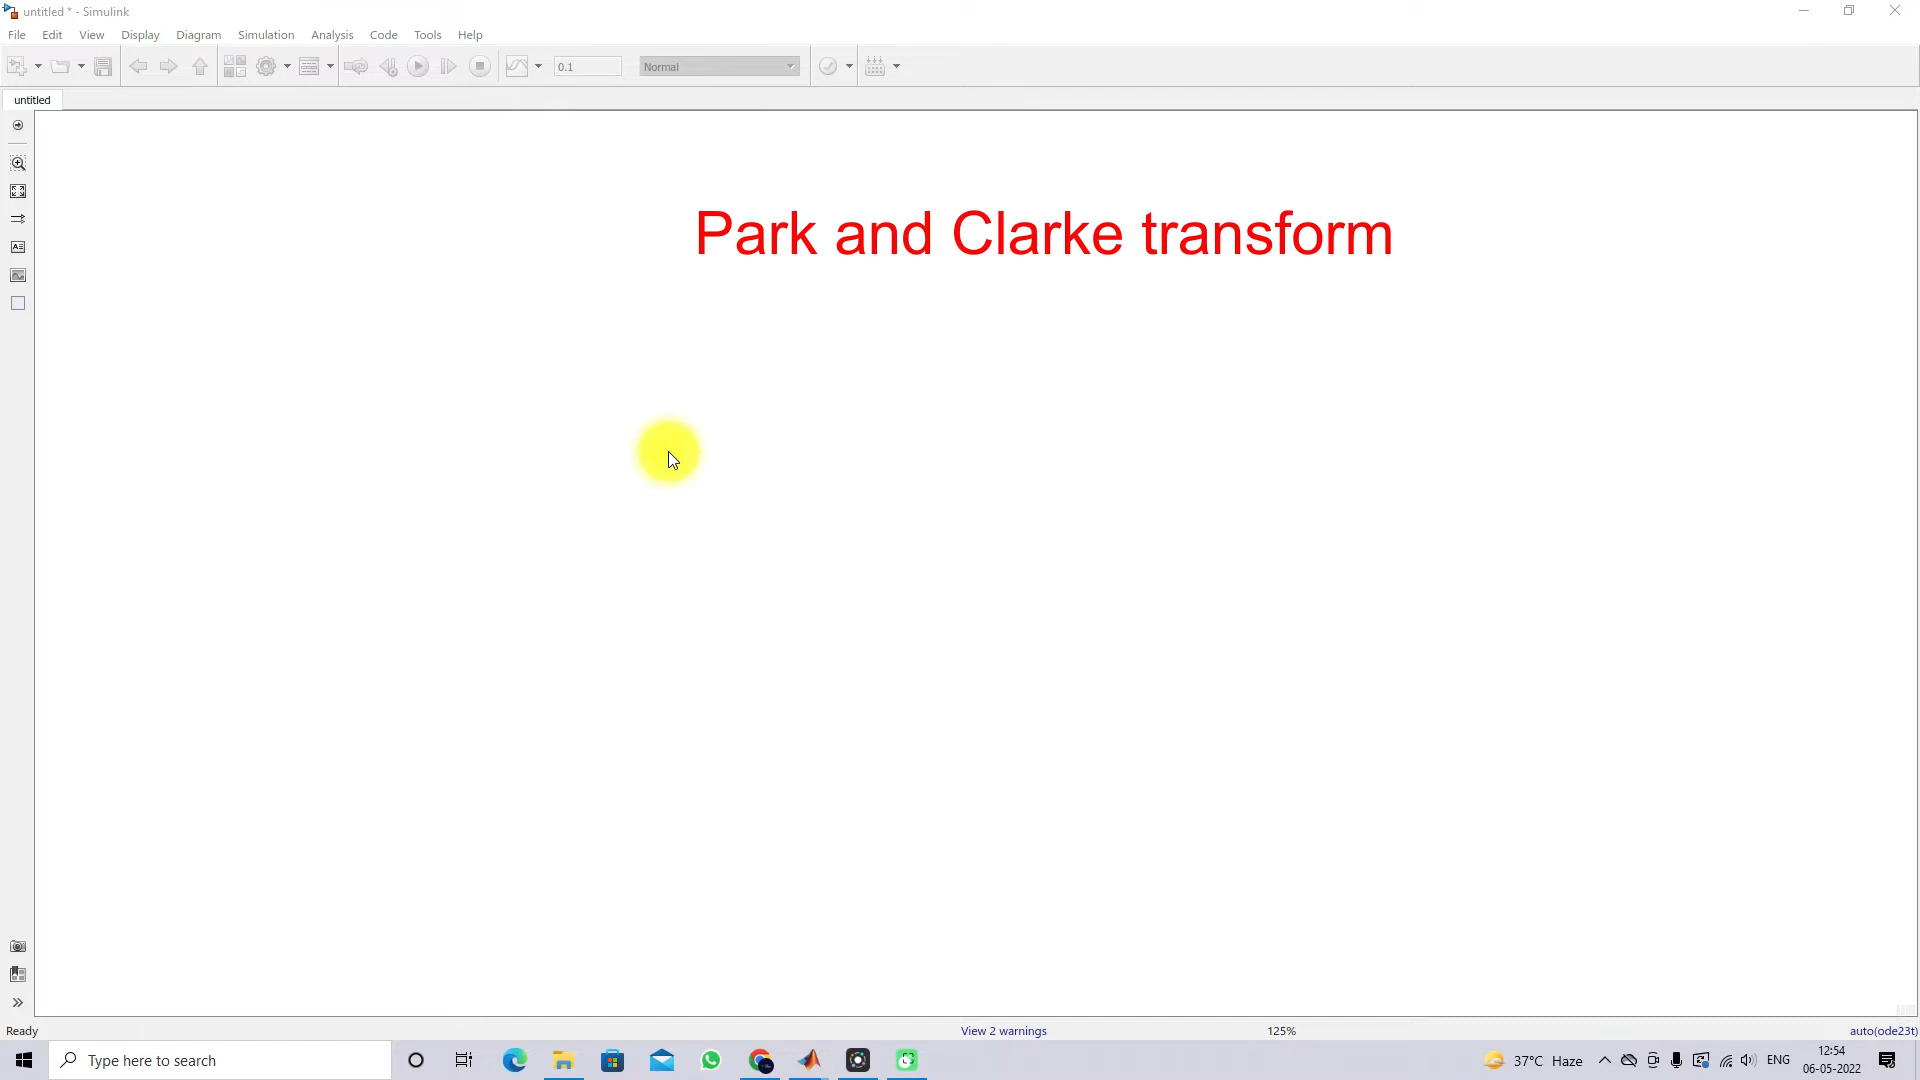 untitled * - Simulink
File Edit View Display Diagram Simulation Analysis Code Tools Help
0.1 Normal
untitled
Park and Clarke transform
Ready View 2 warnings 125% auto(ode23t)
Type here to search
37°C Haze
ENG
12:54
06-05-2022